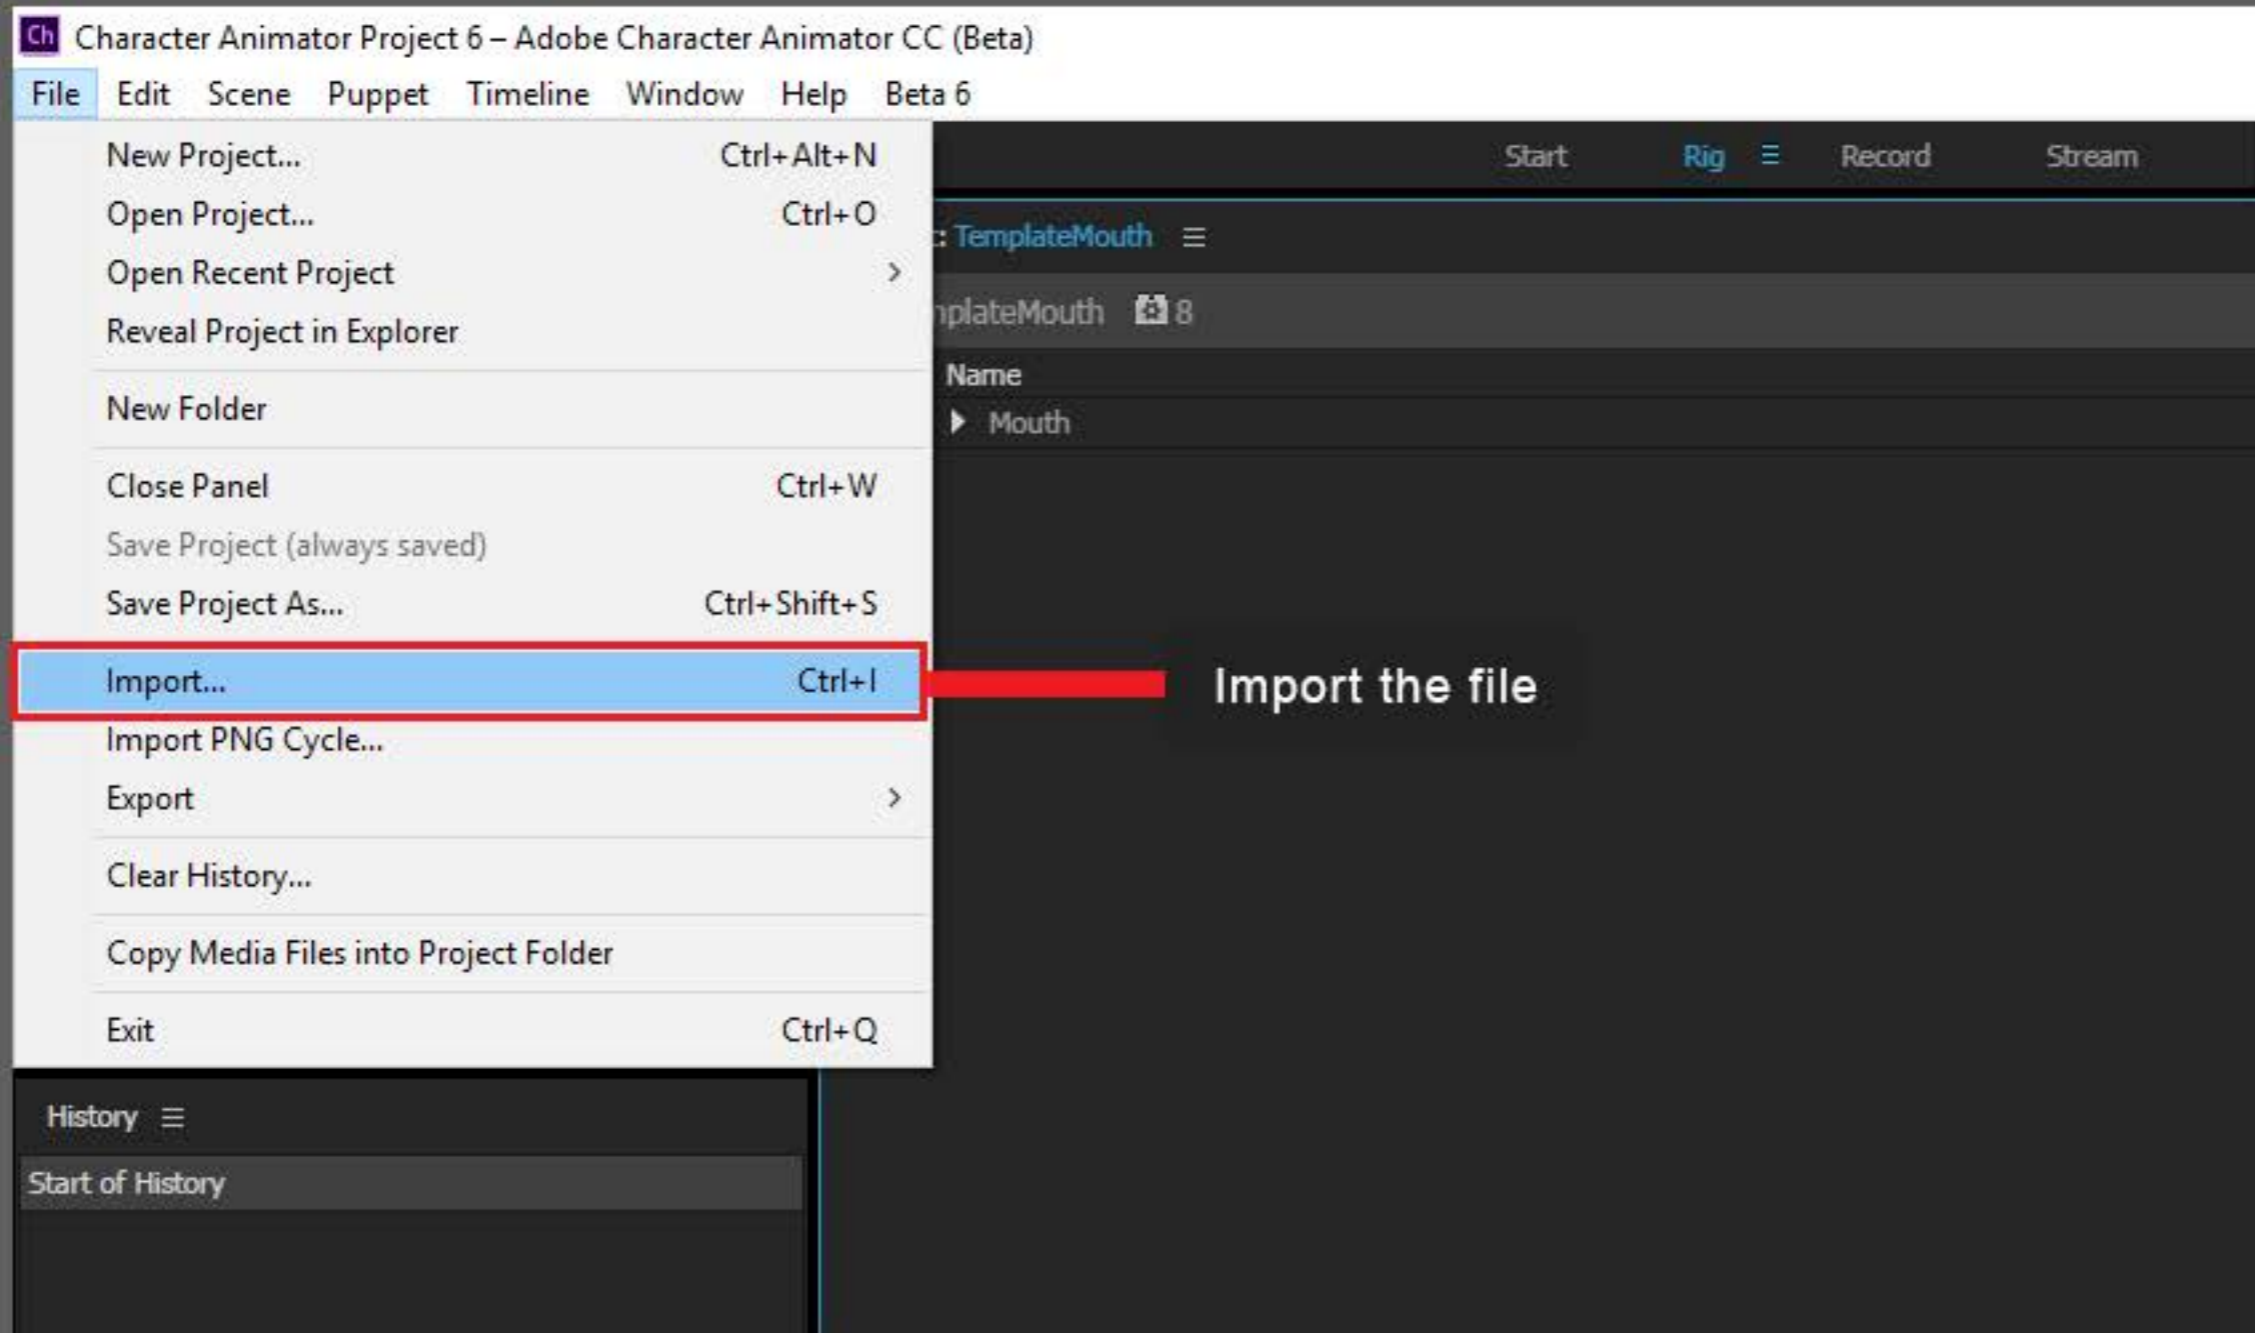 Ch Character Animator Project 6 – Adobe Character Animator CC (Beta)
File Edit Scene Puppet Timeline Window Help Beta 6
Start Rig Record Stream
New Project... Ctrl+Alt+N
Open Project... Ctrl+O
: TemplateMouth
Open Recent Project
Reveal Project in Explorer
nplateMouth 8
Name
New Folder
Mouth
Close Panel Ctrl+W
Save Project (always saved)
Save Project As... Ctrl+Shift+S
Import... Ctrl+I
Import the file
Import PNG Cycle...
Export
Clear History...
Copy Media Files into Project Folder
Exit Ctrl+Q
History
Start of History